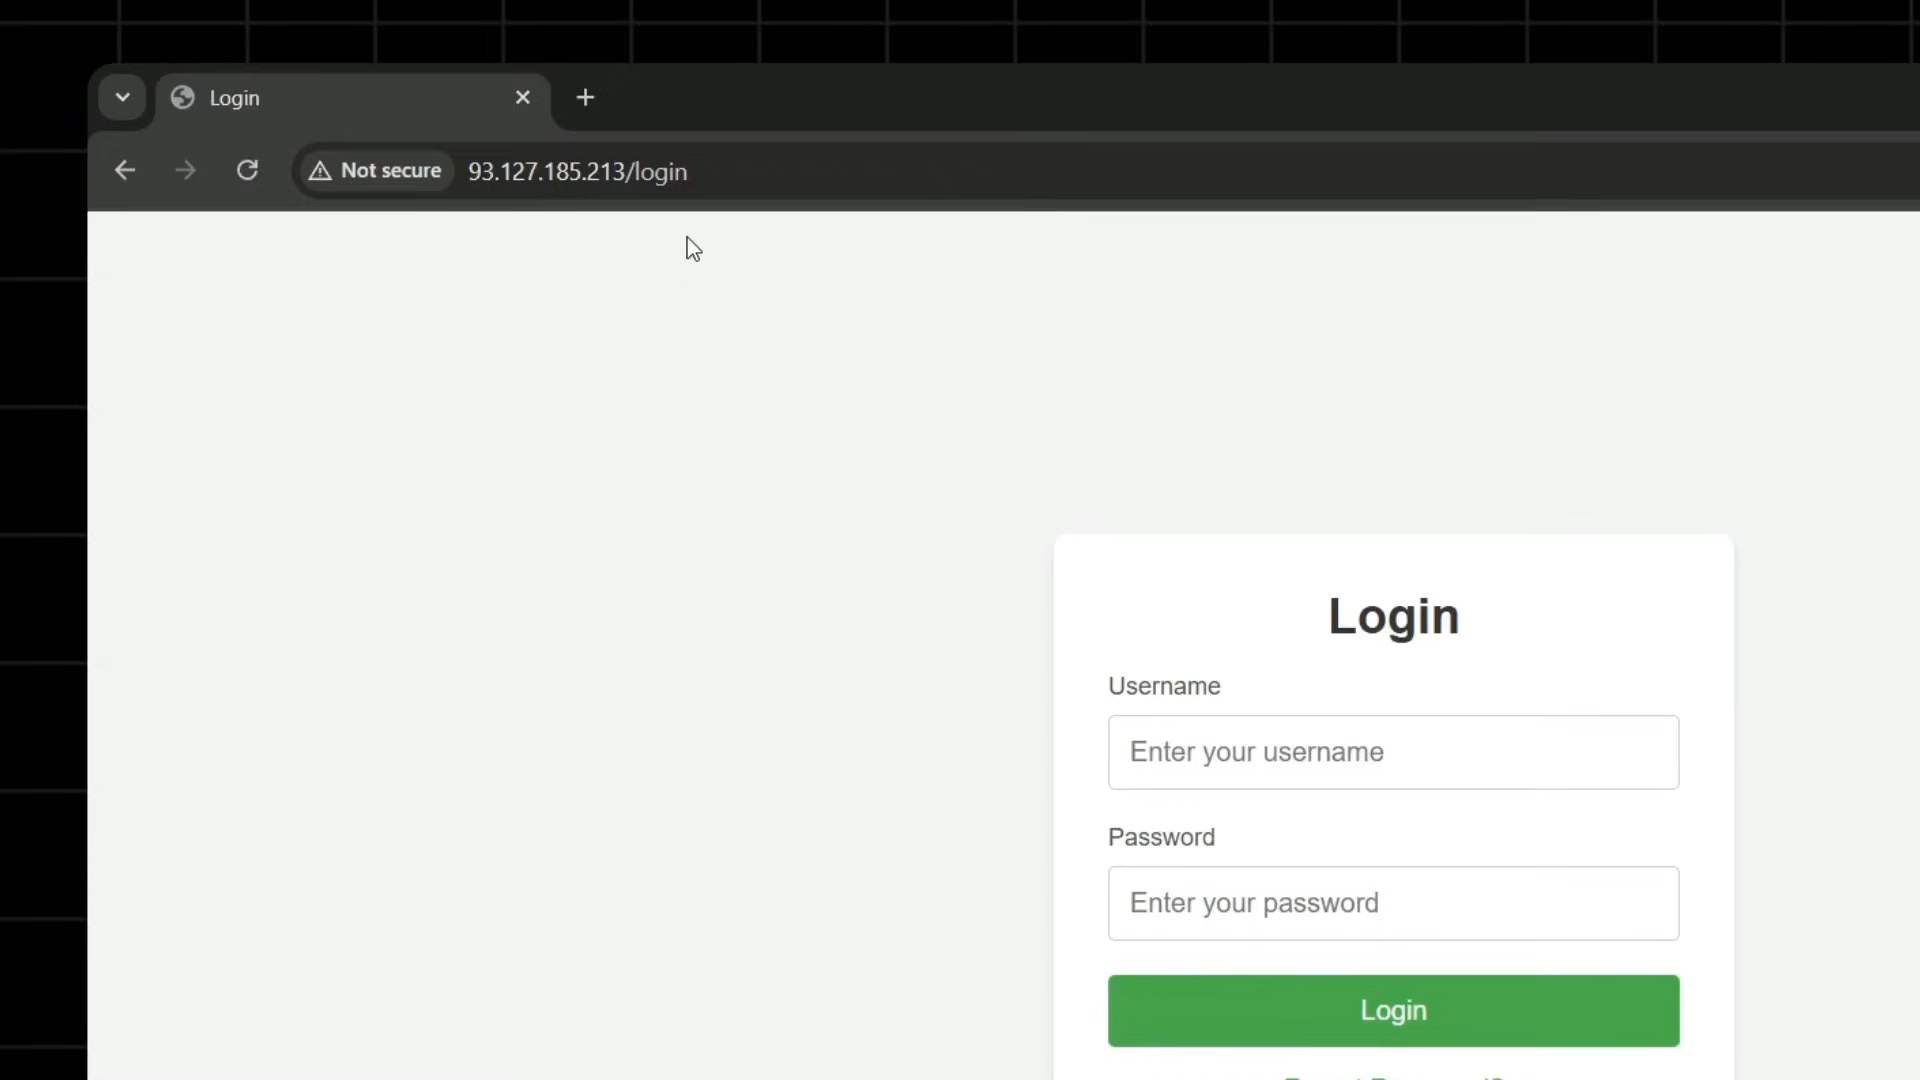 Login
Not secure 93.127.185.213/login
Login
Username
Enter your username
Password
Enter your password
Login